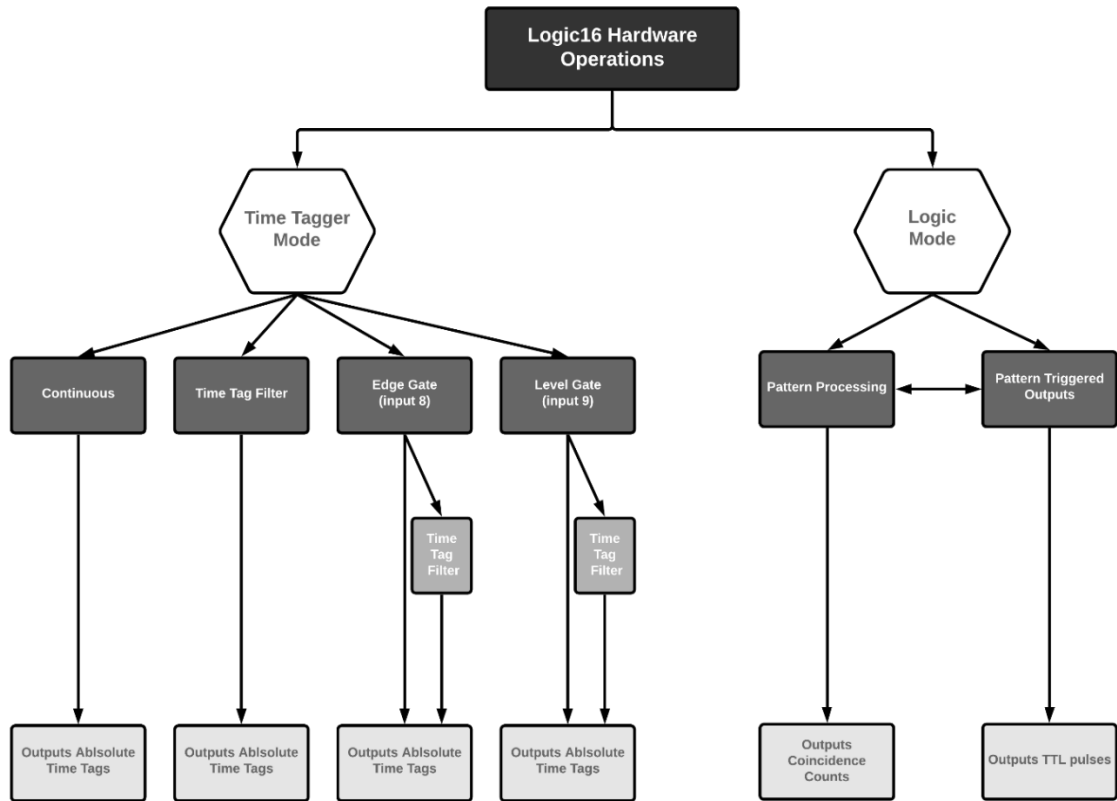 Logic16 Hardware
Operations
Time Tagger
Mode
Logic
Mode
Continuous
Time Tag Filter
Edge Gate
(input 8)
Level Gate
(input 9)
Pattern Processing
Pattern Triggered
Outputs
Time
Tag
Filter
Time
Tag
Filter
Outputs Ablsolute
Time Tags
Outputs Ablsolute
Time Tags
Outputs Ablsolute
Time Tags
Outputs Ablsolute
Time Tags
Outputs
Coincidence
Counts
Outputs TTL pulses